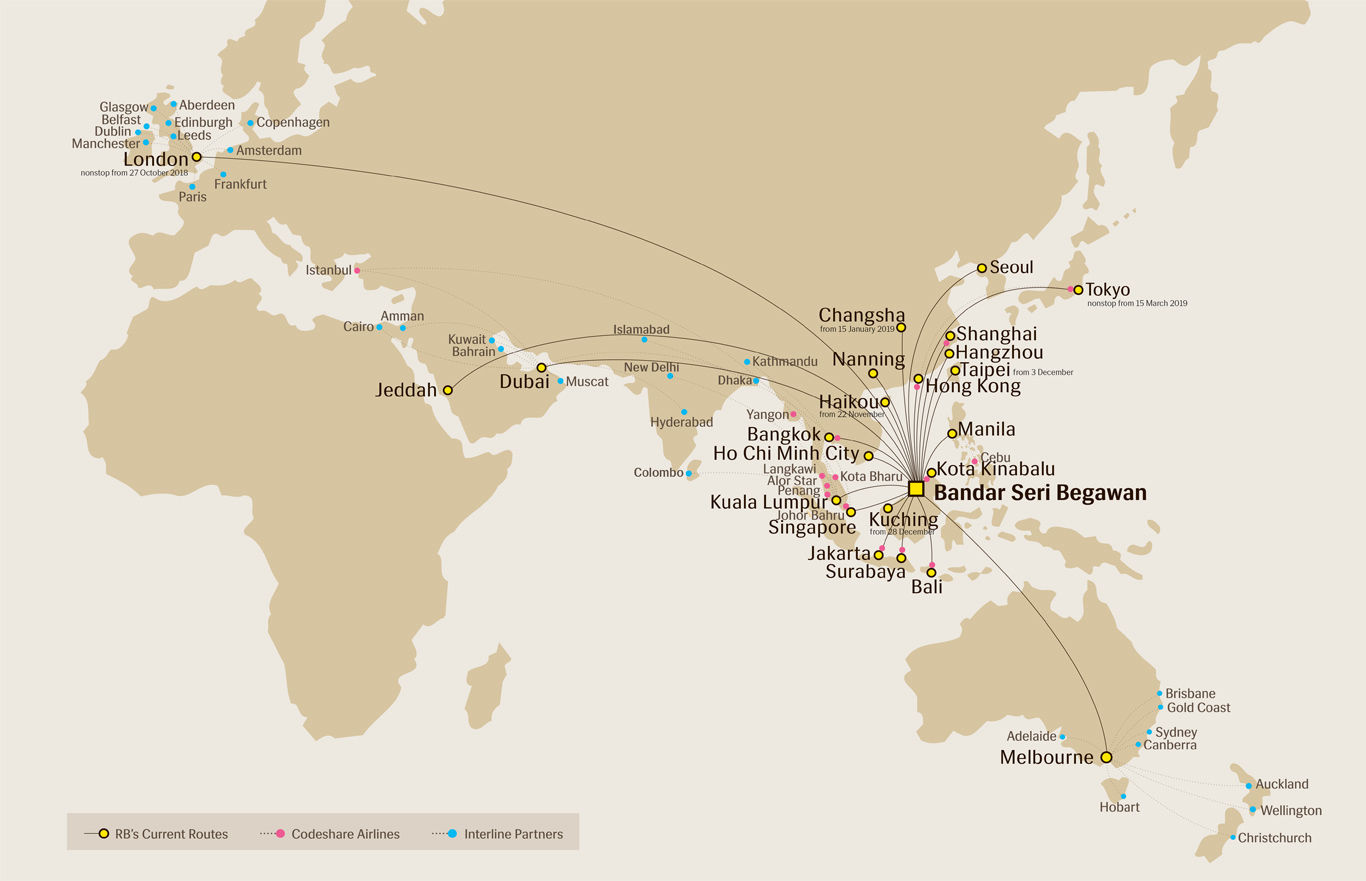 Glasgow
Aberdeen
Belfast
Edinburgh
Copenhagen
Dublin
Leeds
Manchester
Amsterdam
London
nonstop from 27 October 2018
Frankfurt
Paris
Istanbul
Seoul
Tokyo
nonstop from 15 March 2019
Amman
Cairo
Changsha
from 15 January 2019
Islamabad
Shanghai
Kuwait
Bahrain
Hangzhou
Nanning
Kathmandu
New Delhi
Taipei from 3 December
Dubai
Muscat
Dhaka
Hong Kong
Jeddah
Haikou
from 22 November
Hyderabad
Yangon
Manila
Bangkok
Ho Chi Minh City
Cebu
Colombo
Langkawi
Kota Bharu
Kota Kinabalu
Alor Star
Penang
Bandar Seri Begawan
Kuala Lumpur
Johor Bahru
Kuching
from 28 December
Singapore
Jakarta
Surabaya
Bali
Brisbane
Gold Coast
Adelaide
Sydney
Canberra
Melbourne
Auckland
Hobart
Wellington
Christchurch
RB's Current Routes
Codeshare Airlines
Interline Partners